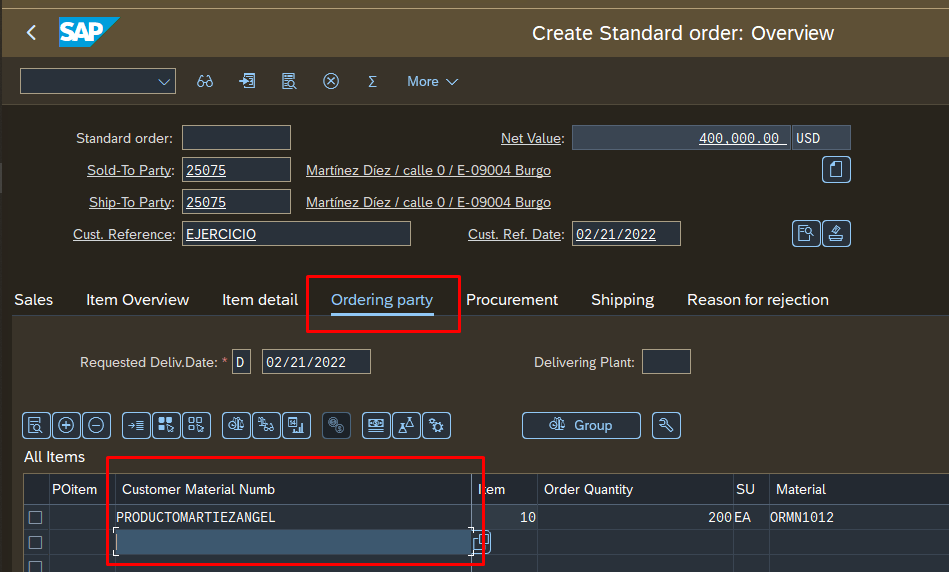 SAP
Create Standard order: Overview
More
Standard order:
Net Value: 400,000.00 USD
Sold-To Party: 25075 Martínez Díez / calle 0 / E-09004 Burgo
Ship-To Party: 25075 Martínez Díez / calle 0 / E-09004 Burgo
Cust. Reference: EJERCICIO Cust. Ref. Date: 02/21/2022
Sales Item Overview Item detail Ordering party Procurement Shipping Reason for rejection
Requested Deliv.Date: * D 02/21/2022 Delivering Plant:
Group
All Items
POitem Customer Material Numb Item Order Quantity SU Material
PRODUCTOMARTIEZANGEL 10 200 EA ORMN1012